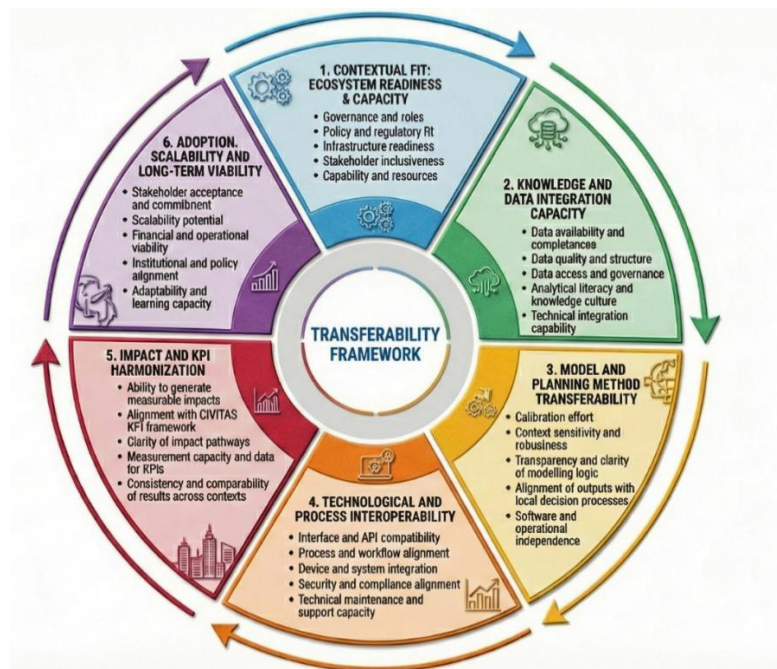 1. CONTEXTUAL FIT:
ECOSYSTEM READINESS
& CAPACITY
• Governance and roles
• Policy and regulatory Rt
• Infrastructure readiness
• Stakeholder inclusiveness
• Capability and resources
2. KNOWLEDGE AND
DATA INTEGRATION
CAPACITY
• Data availability and
completances
• Data quality and structure
• Data access and governance
• Analytical literacy and
knowledge culture
• Technical integration
capability
3. MODEL AND
PLANNING METHOD
TRANSFERABILITY
• Calibration effort
• Context sensitivity and
robusiness
• Transparency and clarity
of modelling logic
• Alignment of outputs with
local decision processes
• Software and
operational
independence
4. TECHNOLOGICAL AND
PROCESS INTEROPERABILITY
• Interface and API compatibility
• Process and workflow alignment
• Device and system integration
• Security and compliance alignment
• Technical maintenance and
support capacity
5. IMPACT AND KPI
HARMONIZATION
• Ability to generate
measurable impacts
• Alignment with CIVITAS
KFI framework
• Clarity of impact pathways
• Measurement capacity and data
for RPIs
• Consistency and comparability
of results across contexts
6. ADOPTION.
SCALABILITY AND
LONG-TERM VIABILITY
• Stakeholder acceptance
and commitbnent
• Scalability potential
• Financial and operational
viability
• Institutional and policy
alignment
• Adaptability and
learning capacity
TRANSFERABILITY
FRAMEWORK